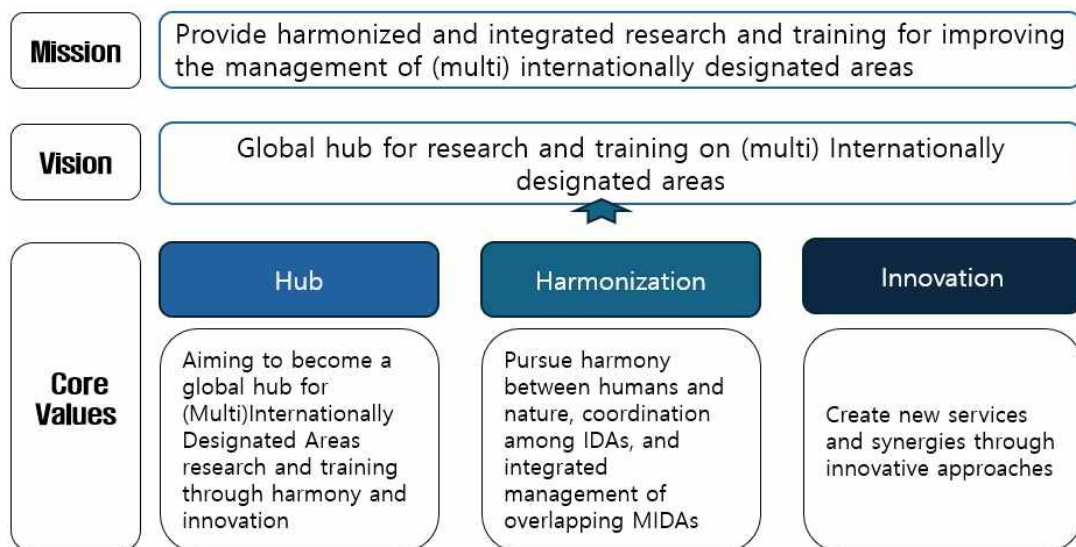 Mission
Provide harmonized and integrated research and training for improving
the management of (multi) internationally designated areas
Vision
Global hub for research and training on (multi) Internationally
designated areas
Core
Values
Hub
Aiming to become a
global hub for
(Multi)Internationally
Designated Areas
research and training
through harmony and
innovation
Harmonization
Pursue harmony
between humans and
nature, coordination
among IDAs, and
integrated
management of
overlapping MIDAs
Innovation
Create new services
and synergies through
innovative approaches